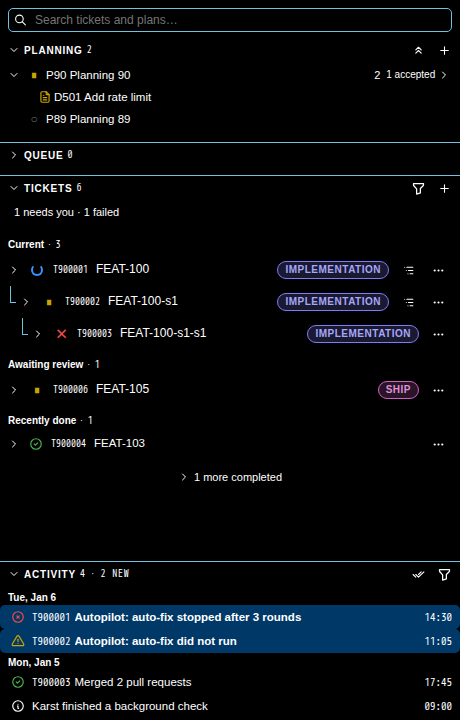 Search tickets and plans…
PLANNING 2
P90 Planning 90 2 1 accepted
D501 Add rate limit
P89 Planning 89
QUEUE 0
TICKETS 6
1 needs you · 1 failed
Current · 3
T900001 FEAT-100 IMPLEMENTATION
T900002 FEAT-100-s1 IMPLEMENTATION
T900003 FEAT-100-s1-s1 IMPLEMENTATION
Awaiting review · 1
T900006 FEAT-105 SHIP
Recently done · 1
T900004 FEAT-103
1 more completed
ACTIVITY 4 · 2 NEW
Tue, Jan 6
T900001 Autopilot: auto-fix stopped after 3 rounds 14:30
T900002 Autopilot: auto-fix did not run 11:05
Mon, Jan 5
T900003 Merged 2 pull requests 17:45
Karst finished a background check 09:00